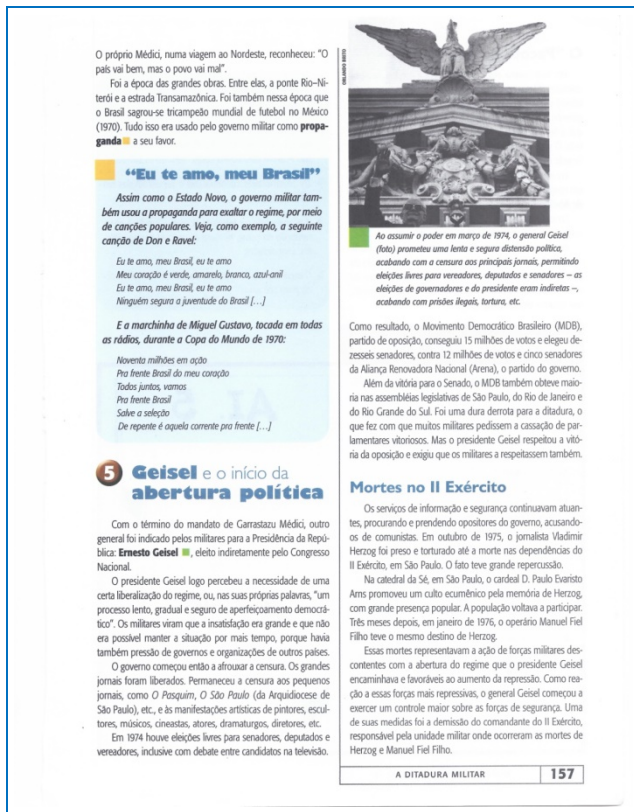 O próprio Médici, numa viagem ao Nordeste, reconheceu: "O
país vai bem, mas o povo vai mal".
Foi a época das grandes obras. Entre elas, a ponte Rio–Ni-
terói e a estrada Transamazônica. Foi também nessa época que
o Brasil sagrou-se tricampeão mundial de futebol no México
(1970). Tudo isso era usado pelo governo militar como propa-
ganda a seu favor.
"Eu te amo, meu Brasil"
Assim como o Estado Novo, o governo militar tam-
bém usou a propaganda para exaltar o regime, por meio
de canções populares. Veja, como exemplo, a seguinte
canção de Don e Ravel:
Eu te amo, meu Brasil, eu te amo
Meu coração é verde, amarelo, branco, azul-anil
Eu te amo, meu Brasil, eu te amo
Ninguém segura a juventude do Brasil [...]
E a marchinha de Miguel Gustavo, tocada em todas
as rádios, durante a Copa do Mundo de 1970:
Noventa milhões em ação
Pra frente Brasil do meu coração
Todos juntos, vamos
Pra frente Brasil
Salve a seleção
De repente é aquela corrente pra frente [...]
5 Geisel e o início da
abertura política
Com o término do mandato de Garrastazu Médici, outro
general foi indicado pelos militares para a Presidência da Repú-
blica: Ernesto Geisel, eleito indiretamente pelo Congresso
Nacional.
O presidente Geisel logo percebeu a necessidade de uma
certa liberalização do regime, ou, nas suas próprias palavras, "um
processo lento, gradual e seguro de aperfeiçoamento democrá-
tico". Os militares viram que a insatisfação era grande e que não
era possível manter a situação por mais tempo, porque havia
também pressão de governos e organizações de outros países.
O governo começou então a afrouxar a censura. Os grandes
jornais foram liberados. Permaneceu a censura aos pequenos
jornais, como O Pasquim, O São Paulo (da Arquidiocese de
São Paulo), etc., e às manifestações artísticas de pintores, escul-
tores, músicos, cineastas, atores, dramaturgos, diretores, etc.
Em 1974 houve eleições livres para senadores, deputados e
vereadores, inclusive com debate entre candidatos na televisão.
ORLANDO BRITO
Ao assumir o poder em março de 1974, o general Geisel
(foto) prometeu uma lenta e segura distensão política,
acabando com a censura aos principais jornais, permitindo
eleições livres para vereadores, deputados e senadores – as
eleições de governadores e do presidente eram indiretas –,
acabando com prisões ilegais, tortura, etc.
Como resultado, o Movimento Democrático Brasileiro (MDB),
partido de oposição, conseguiu 15 milhões de votos e elegeu de-
zesseis senadores, contra 12 milhões de votos e cinco senadores
da Aliança Renovadora Nacional (Arena), o partido do governo.
Além da vitória para o Senado, o MDB também obteve maio-
ria nas assembléias legislativas de São Paulo, do Rio de Janeiro e
do Rio Grande do Sul. Foi uma dura derrota para a ditadura, o
que fez com que muitos militares pedissem a cassação de par-
lamentares vitoriosos. Mas o presidente Geisel respeitou a vitó-
ria da oposição e exigiu que os militares a respeitassem também.
Mortes no II Exército
Os serviços de informação e segurança continuavam atuan-
tes, procurando e prendendo opositores do governo, acusando-
os de comunistas. Em outubro de 1975, o jornalista Vladimir
Herzog foi preso e torturado até a morte nas dependências do
II Exército, em São Paulo. O fato teve grande repercussão.
Na catedral da Sé, em São Paulo, o cardeal D. Paulo Evaristo
Arns promoveu um culto ecumênico pela memória de Herzog,
com grande presença popular. A população voltava a participar.
Três meses depois, em janeiro de 1976, o operário Manuel Fiel
Filho teve o mesmo destino de Herzog.
Essas mortes representavam a ação de forças militares des-
contentes com a abertura do regime que o presidente Geisel
encaminhava e favoráveis ao aumento da repressão. Como rea-
ção a essas forças mais repressivas, o general Geisel começou a
exercer um controle maior sobre as forças de segurança. Uma
de suas medidas foi a demissão do comandante do II Exército,
responsável pela unidade militar onde ocorreram as mortes de
Herzog e Manuel Fiel Filho.
A DITADURA MILITAR 157